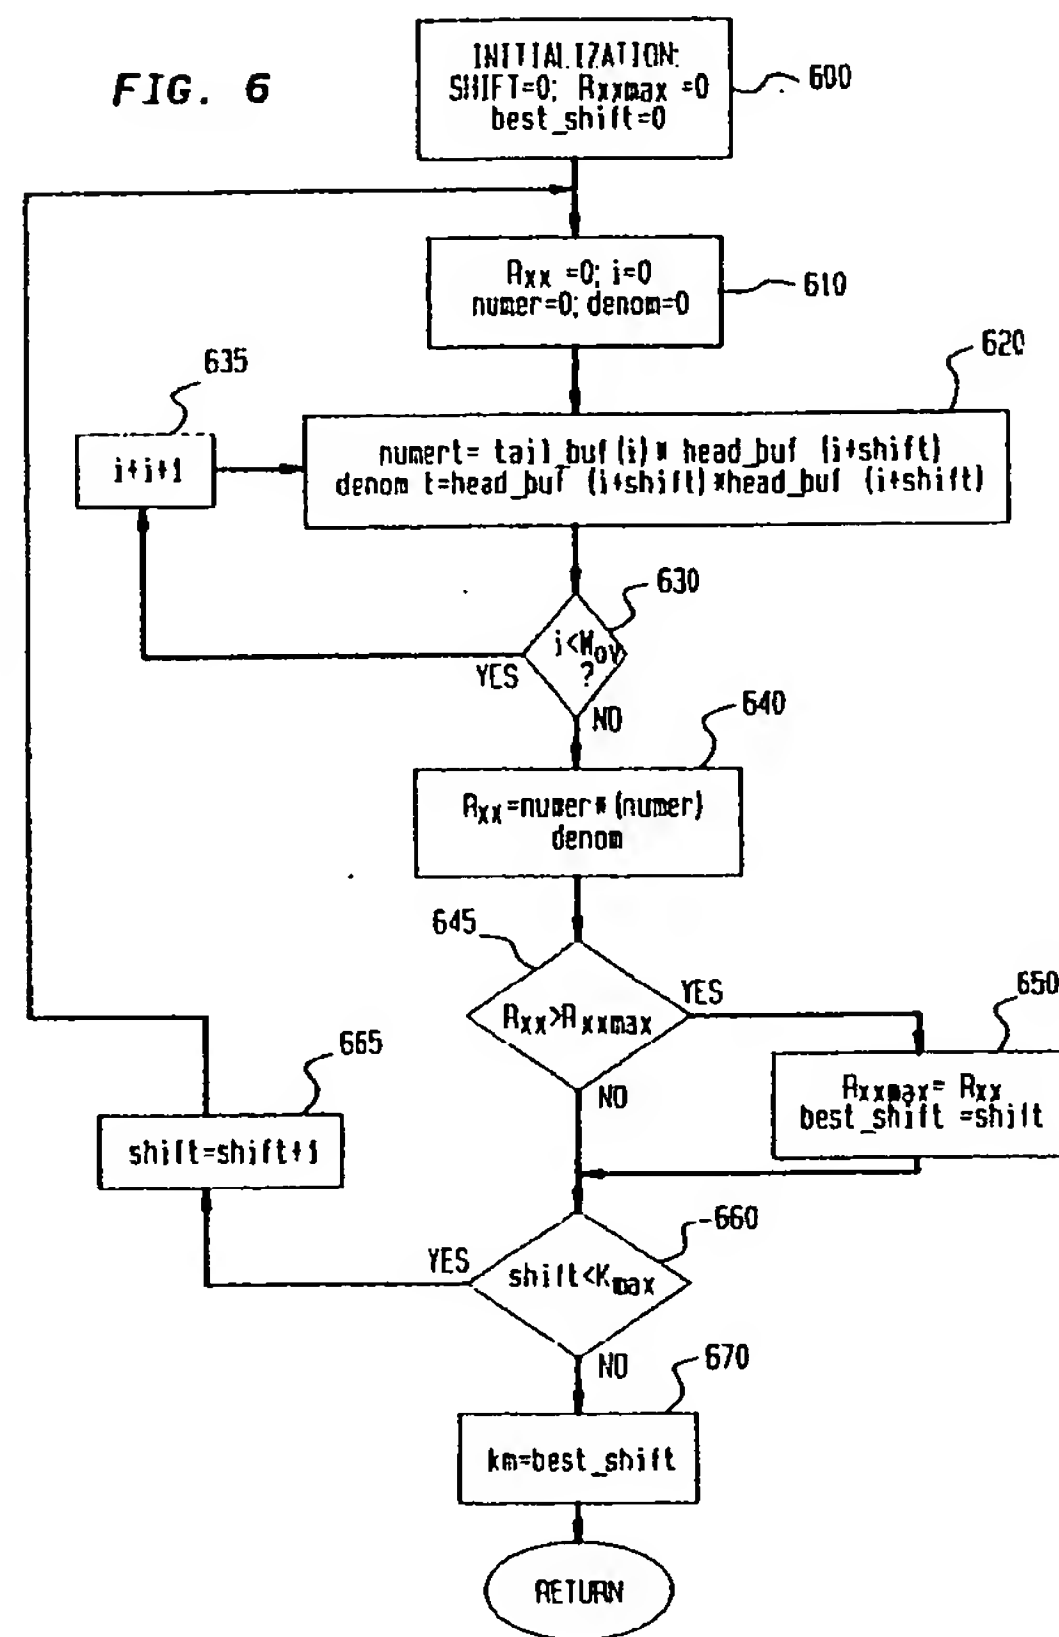 FIG. 6
INITIALIZATION:
SHIFT=0; Rxxmax =0
best_shift=0
600
Rxx =0; i=0
numer=0; denom=0
610
620
635
i+i+1
numert= tail_buf(i)* head_buf (i+shift)
denom t=head_buf (i+shift)*head_buf (i+shift)
630
i<Wov
?
YES
NO
640
Rxx=numer*(numer)
denom
645
Rxx>Rxxmax
YES
NO
650
Rxxmax= Rxx
best_shift =shift
665
shift=shift+1
660
shift<Kmax
YES
NO
670
km=best_shift
RETURN